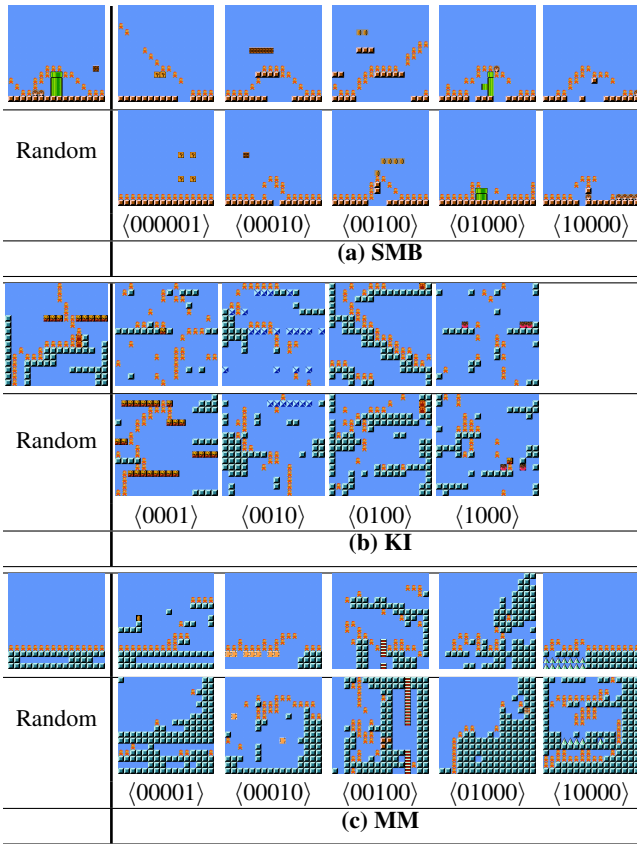 Random
⟨000001⟩ ⟨00010⟩ ⟨00100⟩ ⟨01000⟩ ⟨10000⟩
(a) SMB
Random
⟨0001⟩ ⟨0010⟩ ⟨0100⟩ ⟨1000⟩
(b) KI
Random
⟨00001⟩ ⟨00010⟩ ⟨00100⟩ ⟨01000⟩ ⟨10000⟩
(c) MM